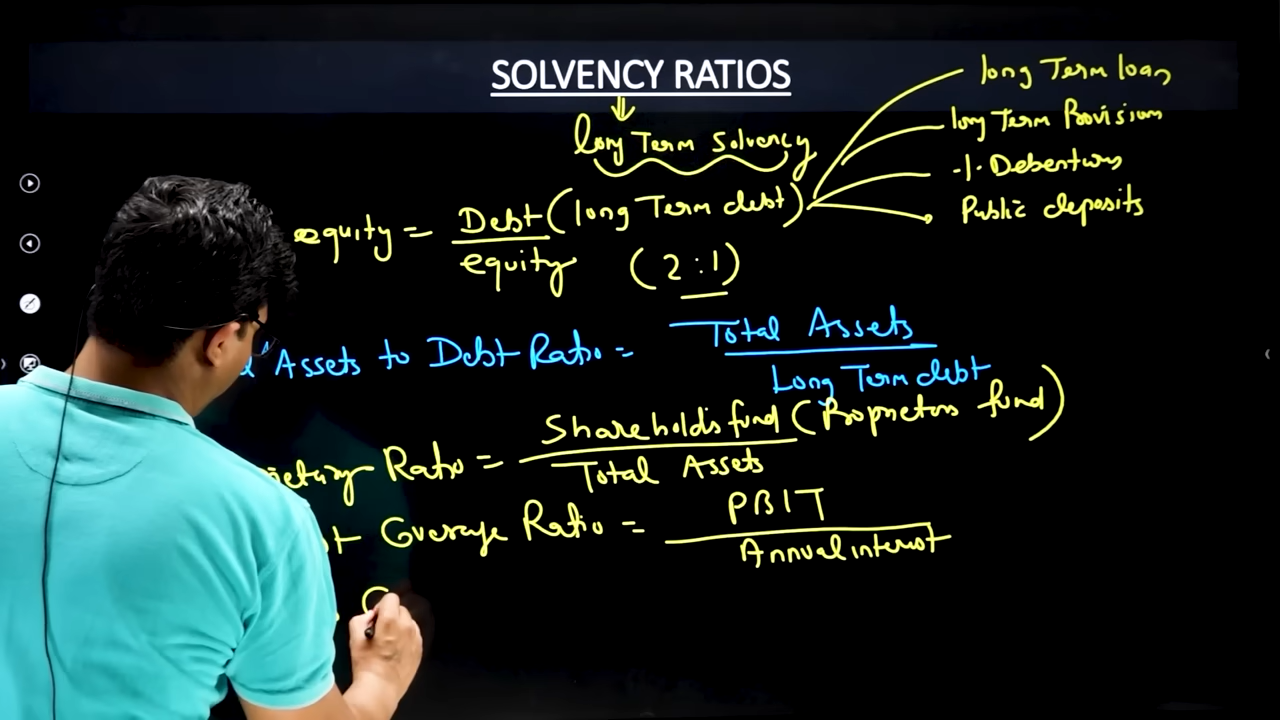 SOLVENCY RATIOS
long Term Solvency
long Term loan
long Term Provisions
-/- Debentures
Public deposits
equity = Debt (long Term debt)
equity (2:1)
Assets to Debt Ratio = Total Assets
Long Term debt
Ratio = Shareholds fund (Proprietors fund)
Total Assets
Coverage Ratio = PBIT
Annual interest